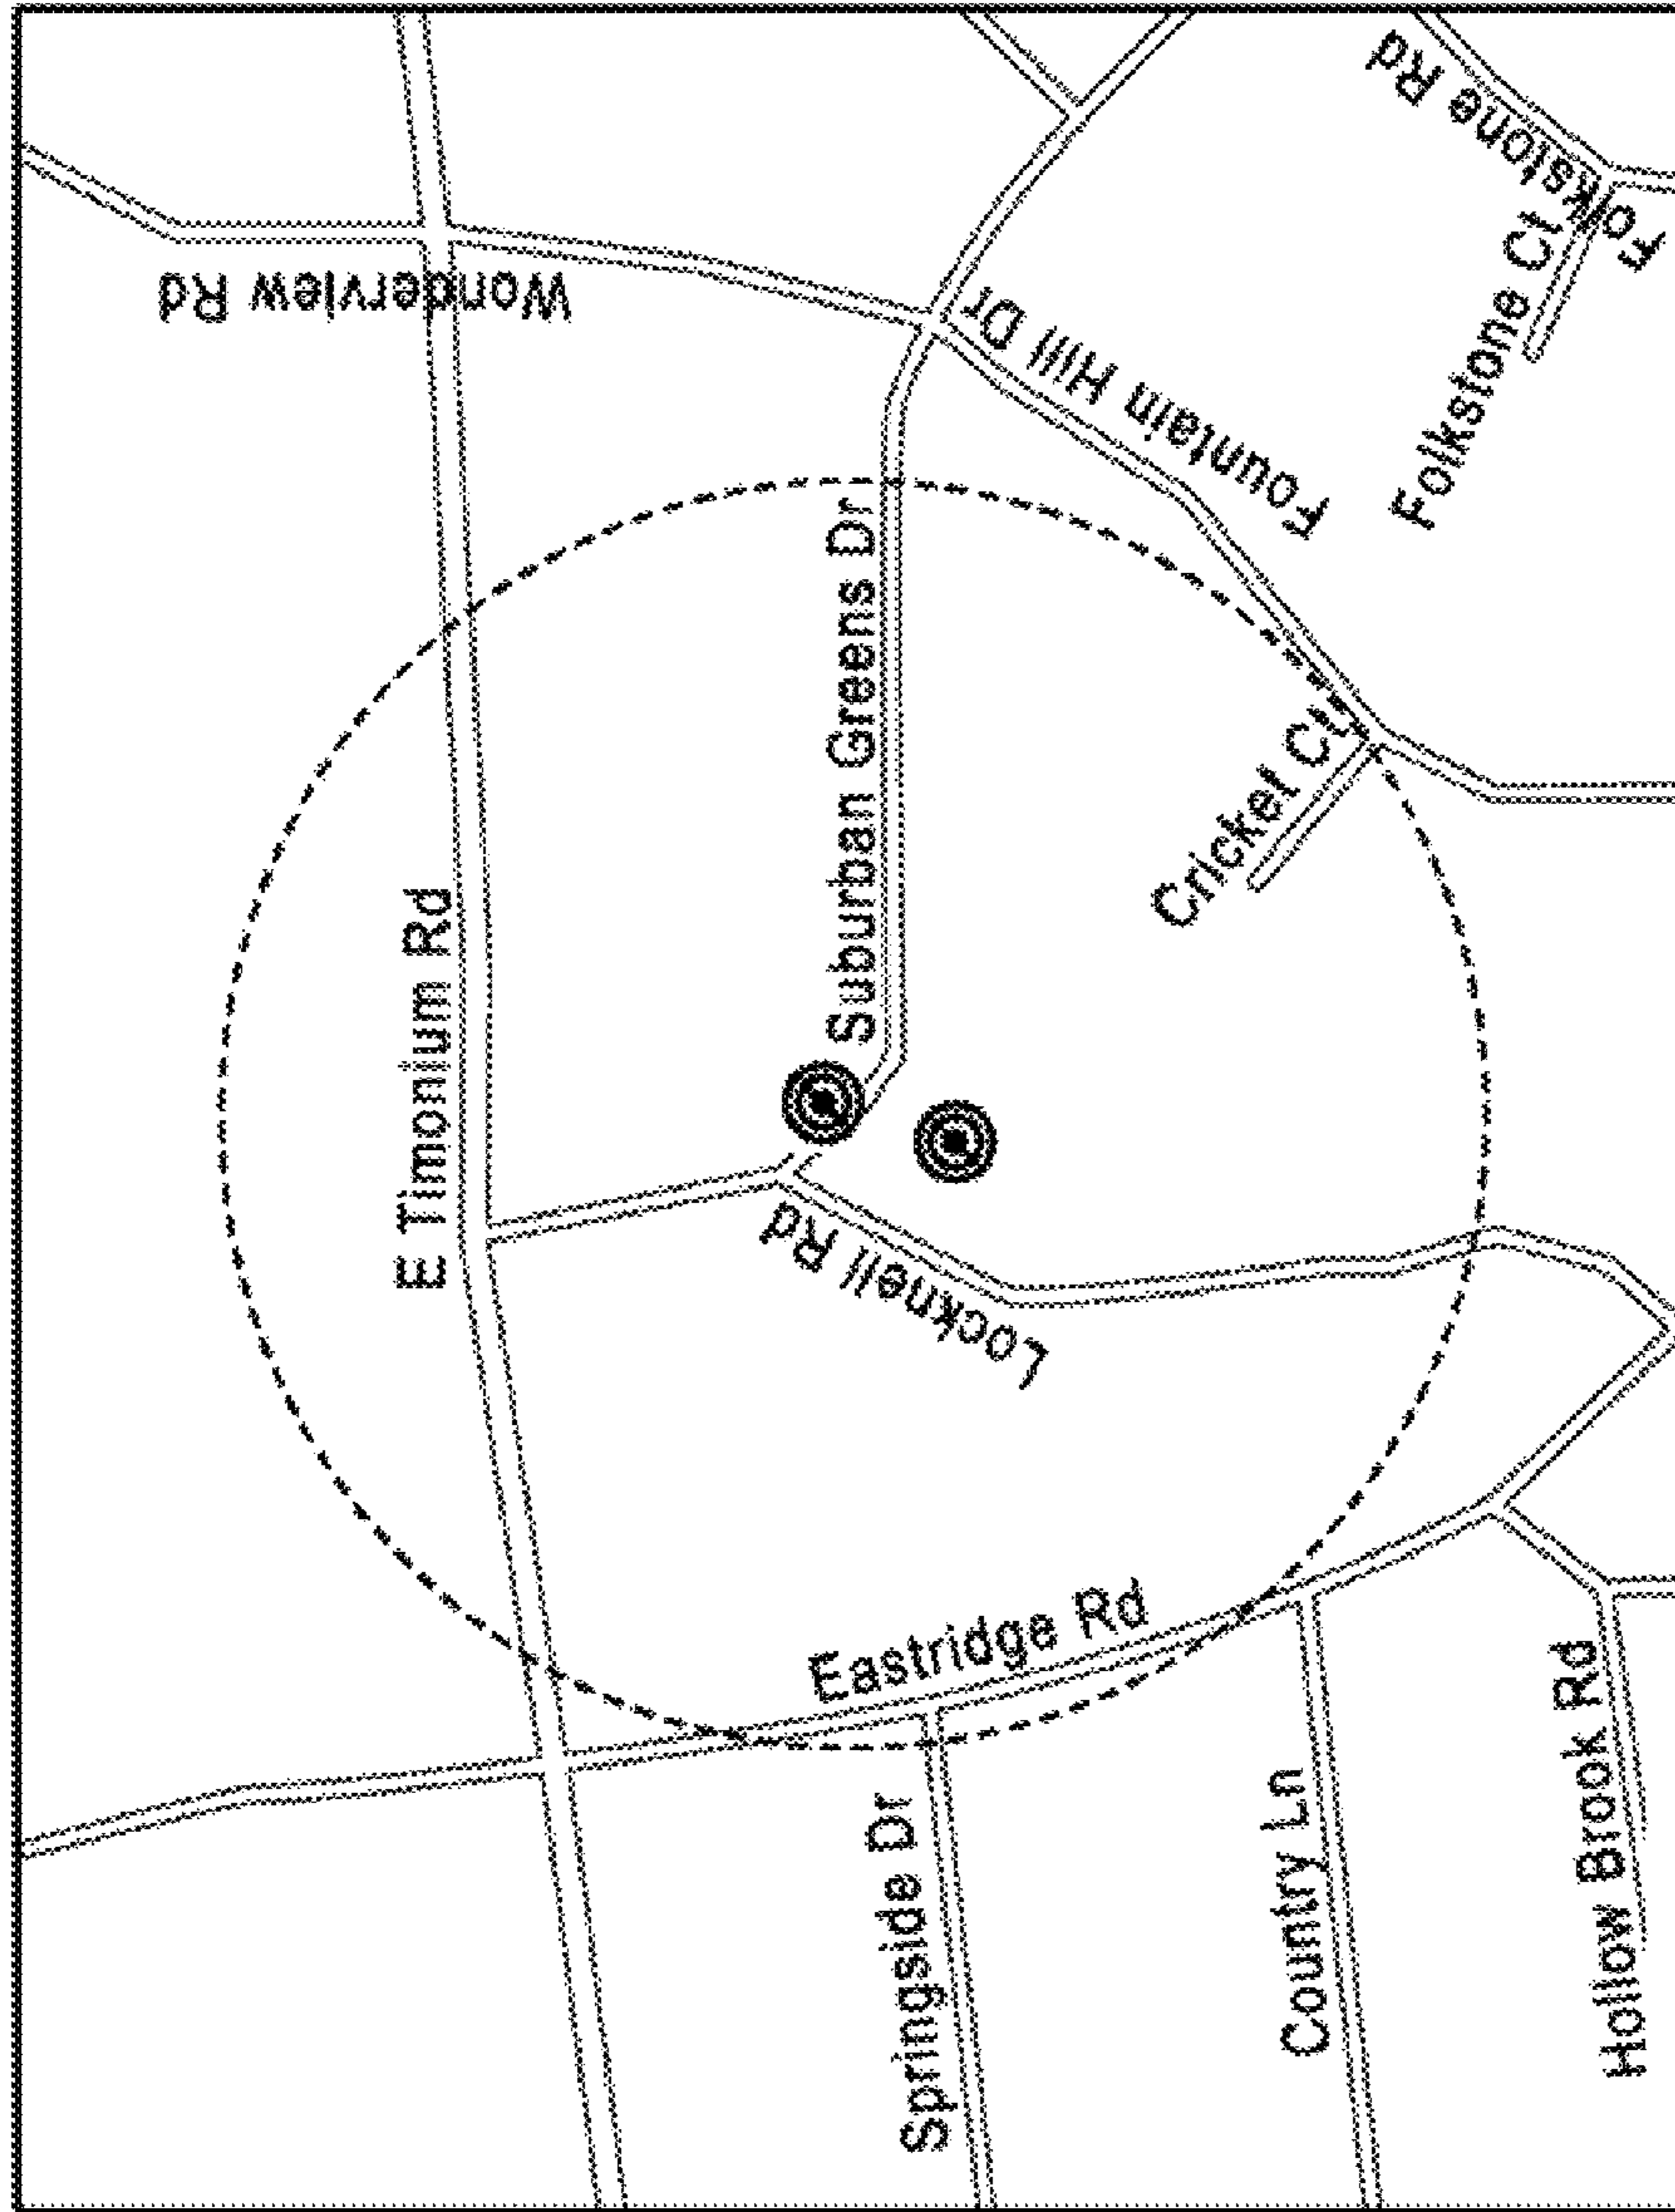 Wonderview Rd
Folkstone Rd
Folkstone Ct
Fountain Hill Dr
Suburban Greens Dr
Cricket Ct
E Timonium Rd
Locknell Rd
Eastridge Rd
Springside Dr
Country Ln
Hollow Brook Rd